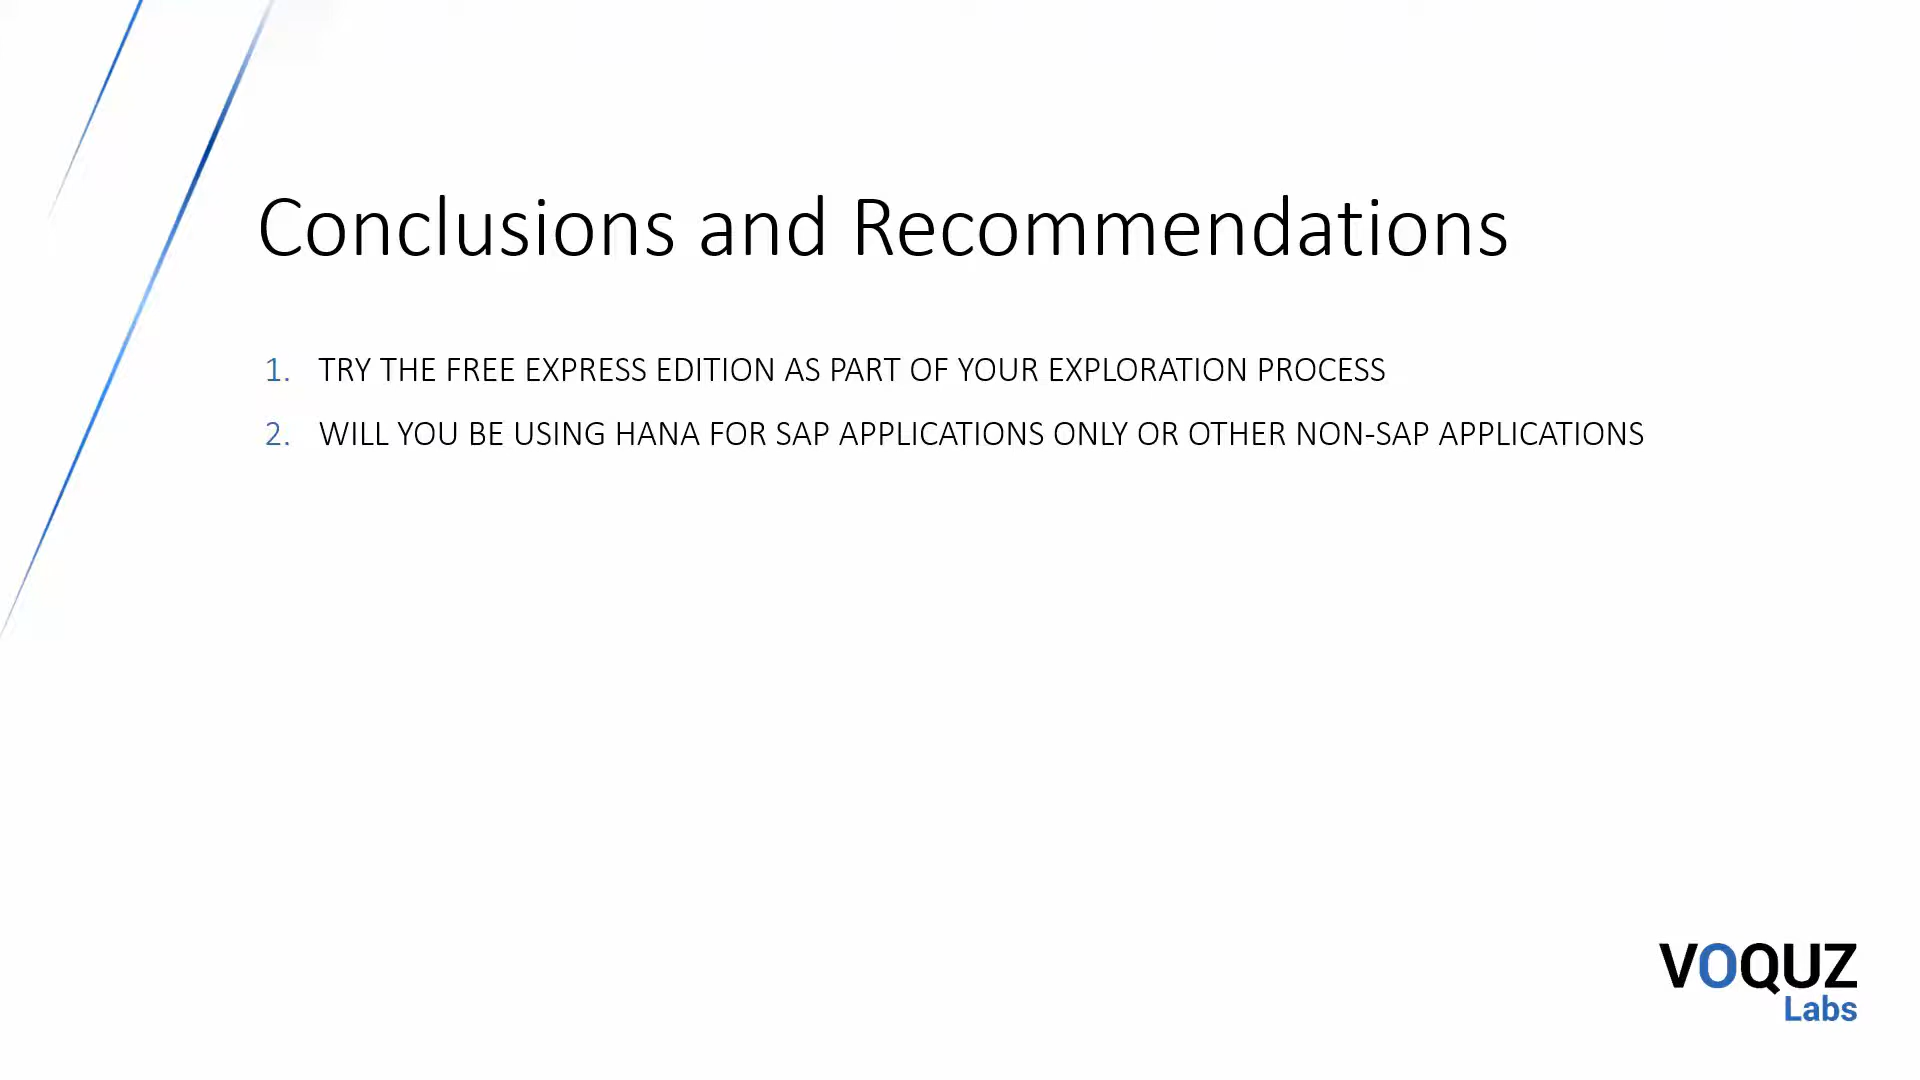 Conclusions and Recommendations
1. TRY THE FREE EXPRESS EDITION AS PART OF YOUR EXPLORATION PROCESS
2. WILL YOU BE USING HANA FOR SAP APPLICATIONS ONLY OR OTHER NON-SAP APPLICATIONS
VOQUZ
Labs